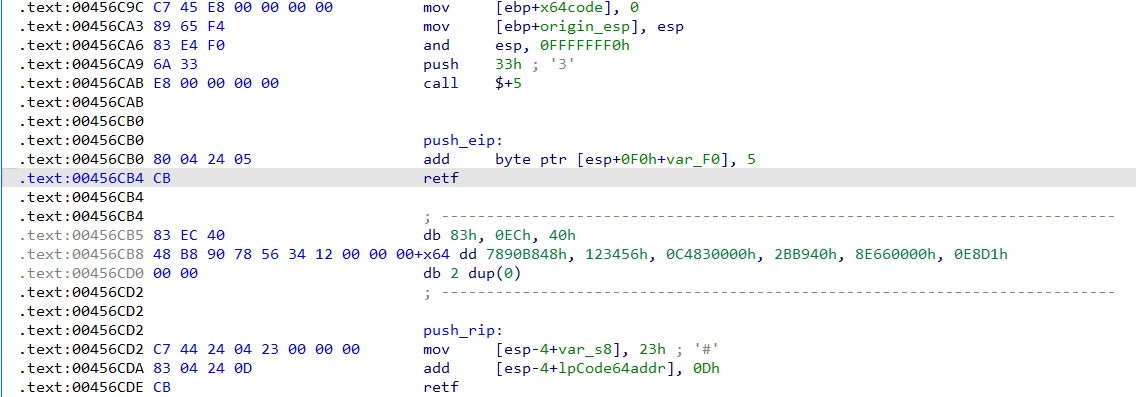 .text:00456C9C C7 45 E8 00 00 00 00 mov [ebp+x64code], 0
.text:00456CA3 89 65 F4 mov [ebp+origin_esp], esp
.text:00456CA6 83 E4 F0 and esp, 0FFFFFFF0h
.text:00456CA9 6A 33 push 33h ; '3'
.text:00456CAB E8 00 00 00 00 call $+5
.text:00456CAB
.text:00456CB0
.text:00456CB0 push_eip:
.text:00456CB0 80 04 24 05 add byte ptr [esp+0F0h+var_F0], 5
.text:00456CB4 CB retf
.text:00456CB4
.text:00456CB4 ; ---------------------------------------------------------------------------
.text:00456CB5 83 EC 40 db 83h, 0ECh, 40h
.text:00456CB8 48 B8 90 78 56 34 12 00 00 00+x64 dd 7890B848h, 123456h, 0C4830000h, 2BB940h, 8E660000h, 0E8D1h
.text:00456CD0 00 00 db 2 dup(0)
.text:00456CD2 ; ---------------------------------------------------------------------------
.text:00456CD2
.text:00456CD2 push_rip:
.text:00456CD2 C7 44 24 04 23 00 00 00 mov [esp-4+var_s8], 23h ; '#'
.text:00456CDA 83 04 24 0D add [esp-4+lpCode64addr], 0Dh
.text:00456CDE CB retf